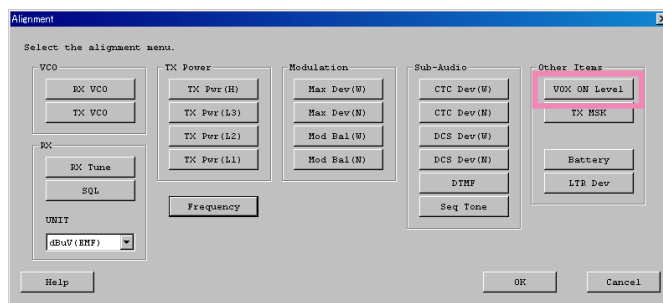 Alignment
Select the alignment menu.
VCO
RX VCO
TX VCO
RX
RX Tune
SQL
UNIT
dBuV(EMF)
TX Power
TX Pwr(H)
TX Pwr(L3)
TX Pwr(L2)
TX Pwr(L1)
Frequency
Modulation
Max Dev(W)
Max Dev(N)
Mod Bal(W)
Mod Bal(N)
Sub-Audio
CTC Dev(W)
CTC Dev(N)
DCS Dev(W)
DCS Dev(N)
DTMF
Seq Tone
Other Items
VOX ON Level
TX MSK
Battery
LTR Dev
Help
OK
Cancel